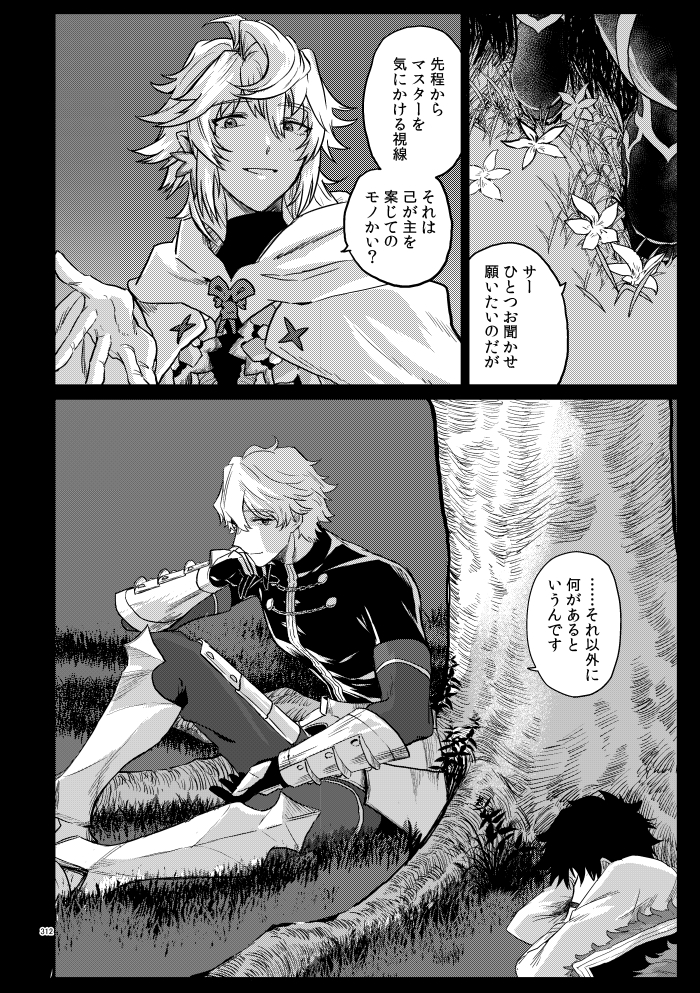 サー
ひとつお聞かせ
願いたいのだが
先程から
マスターを
気にかける視線
それは
己が主を
案じての
モノかい?
……それ以外に
何があると
いうんです
312